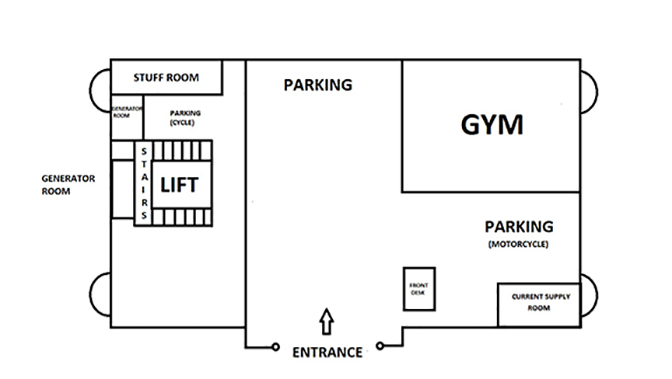 STUFF ROOM
PARKING
GENERATOR
ROOM
PARKING
(CYCLE)
GYM
STAIRS
LIFT
GENERATOR
ROOM
PARKING
(MOTORCYCLE)
FRONT
DESK
CURRENT SUPPLY
ROOM
ENTRANCE